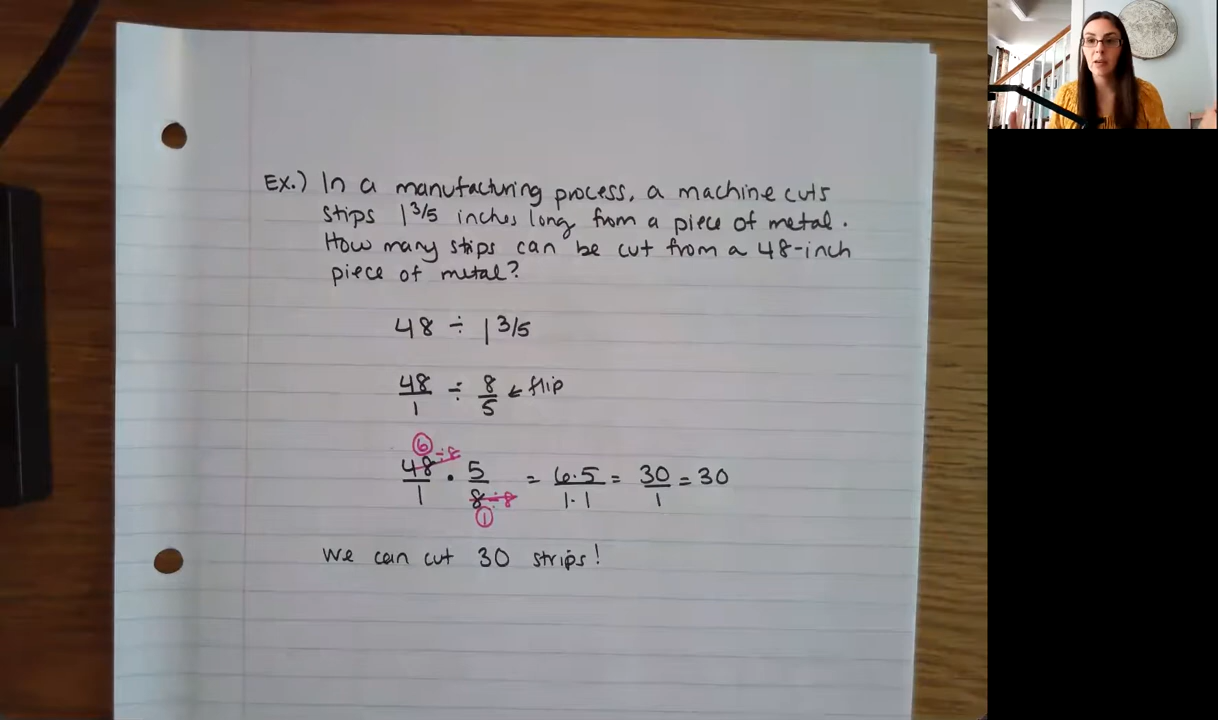 Ex.) In a manufacturing process, a machine cuts
stips 1 3/5 inches long from a piece of metal.
How many stips can be cut from a 48-inch
piece of metal?
48 ÷ 1 3/5
48/1 ÷ 8/5 ← flip
6 ÷8
48/1 · 5/8 = 6·5/1·1 = 30/1 = 30
÷8
1
We can cut 30 strips!